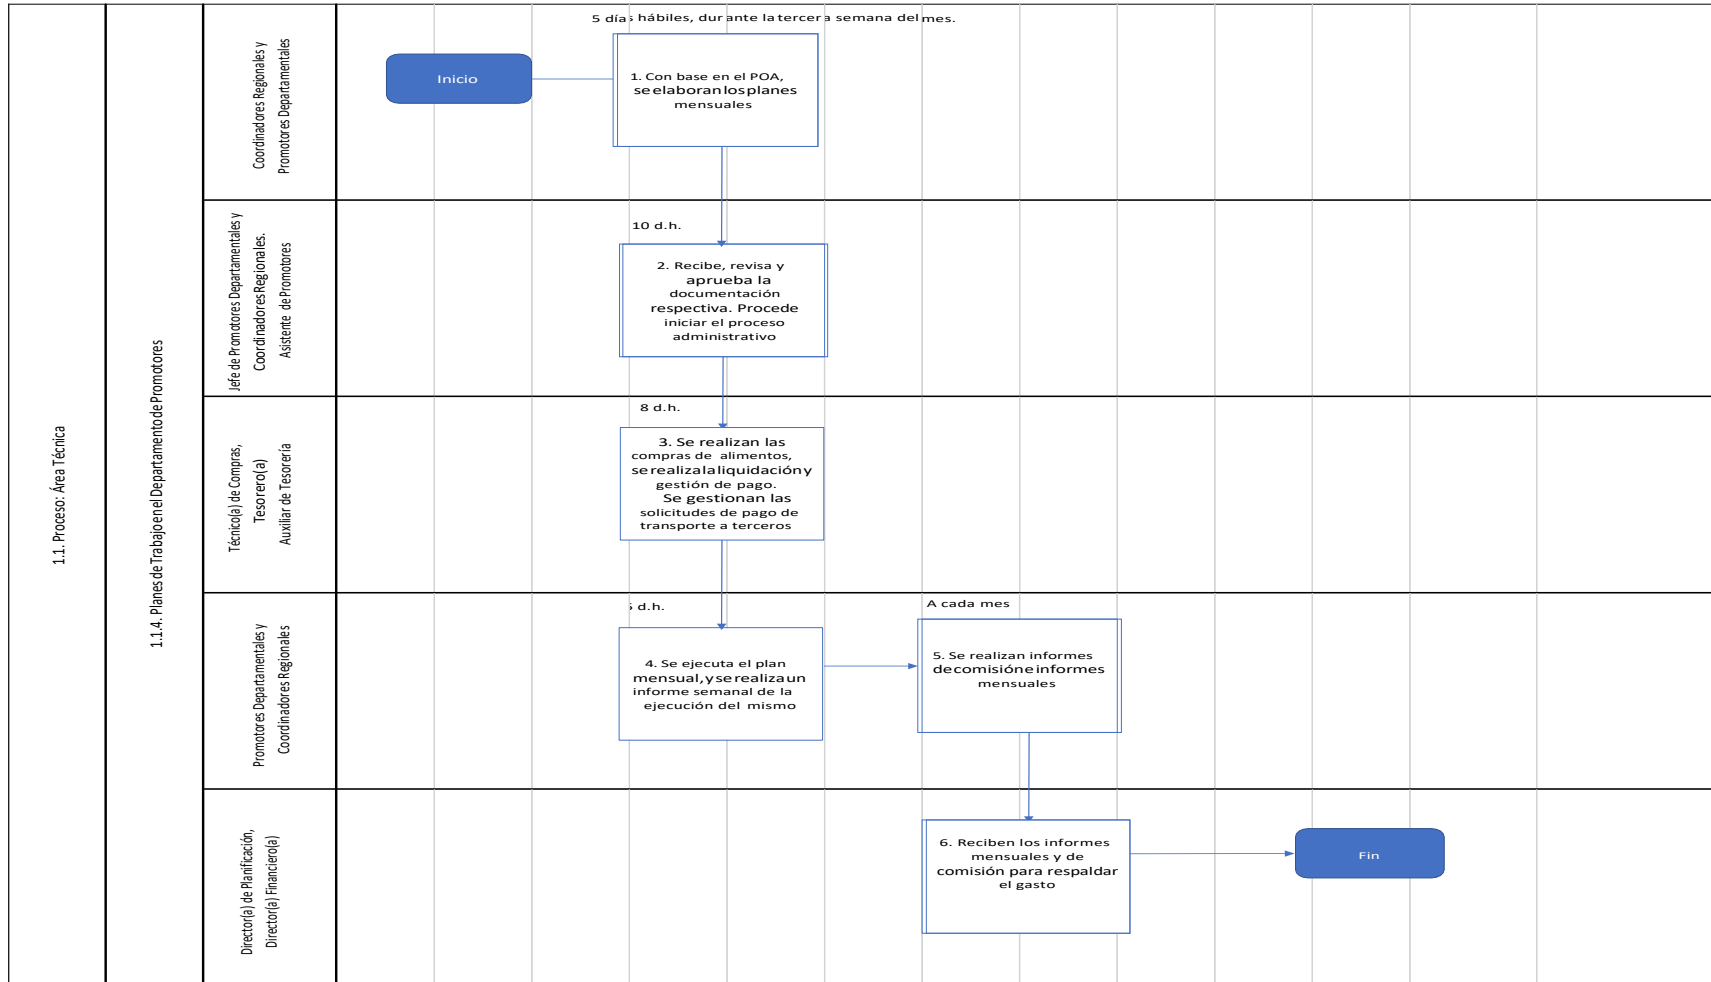 1.1. Proceso: Área Técnica
1.1.4. Planes de Trabajo en el Departamento de Promotores
Coordinadores Regionales y
Promotores Departamentales
5 días hábiles, durante la tercera semana del mes.
Inicio
1. Con base en el POA,
se elaboran los planes
mensuales
Jefe de Promotores Departamentales y
Coordinadores Regionales.
Asistente de Promotores
10 d.h.
2. Recibe, revisa y
aprueba la
documentación
respectiva. Procede
iniciar el proceso
administrativo
Técnico(a) de Compras,
Tesorero(a)
Auxiliar de Tesorería
8 d.h.
3. Se realizan las
compras de alimentos,
se realiza la liquidación y
gestión de pago.
Se gestionan las
solicitudes de pago de
transporte a terceros
Promotores Departamentales y
Coordinadores Regionales
d.h.
4. Se ejecuta el plan
mensual, y se realiza un
informe semanal de la
ejecución del mismo
A cada mes
5. Se realizan informes
de comisión e informes
mensuales
Director(a) de Planificación,
Director(a) Financiero(a)
6. Reciben los informes
mensuales y de
comisión para respaldar
el gasto
Fin